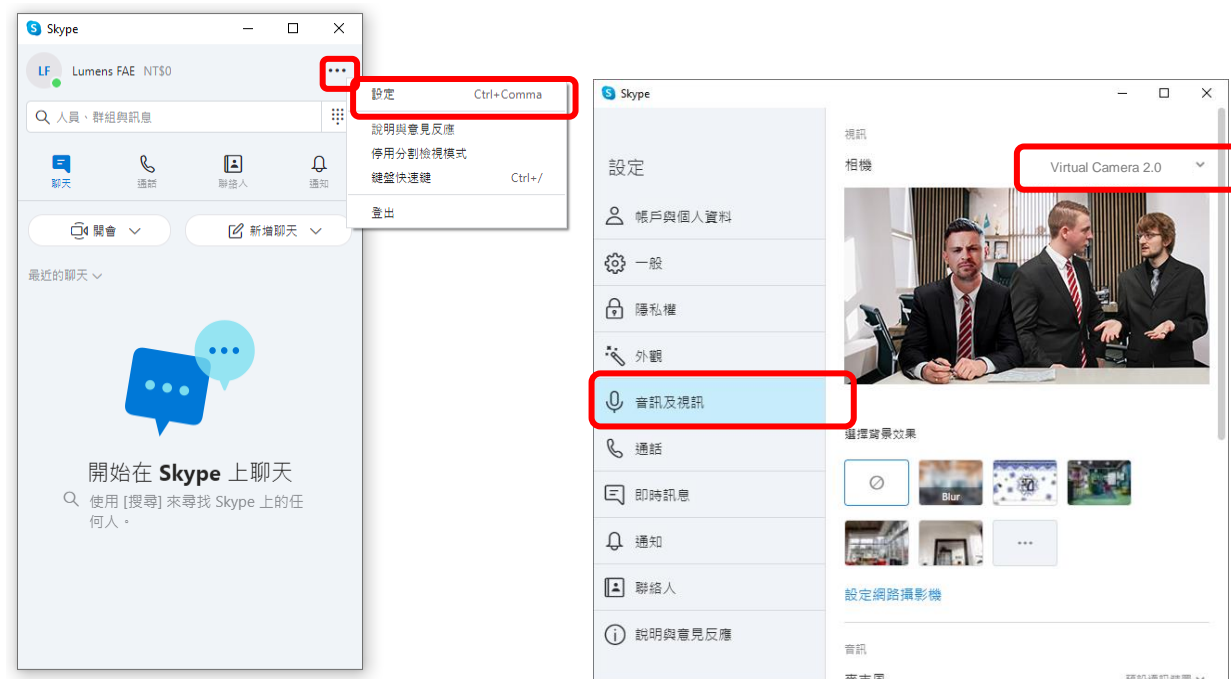 Skype
LF Lumens FAE NT$0
人員、群組與訊息
聊天 通話 聯絡人 通知
開會 新增聊天
最近的聊天
開始在 Skype 上聊天
使用 [搜尋] 來尋找 Skype 上的任
何人。
設定 Ctrl+Comma
說明與意見反應
停用分割檢視模式
鍵盤快速鍵 Ctrl+/
登出
Skype
設定
帳戶與個人資料
一般
隱私權
外觀
音訊及視訊
通話
即時訊息
通知
聯絡人
說明與意見反應
視訊
相機 Virtual Camera 2.0
選擇背景效果
Blur
設定網路攝影機
音訊